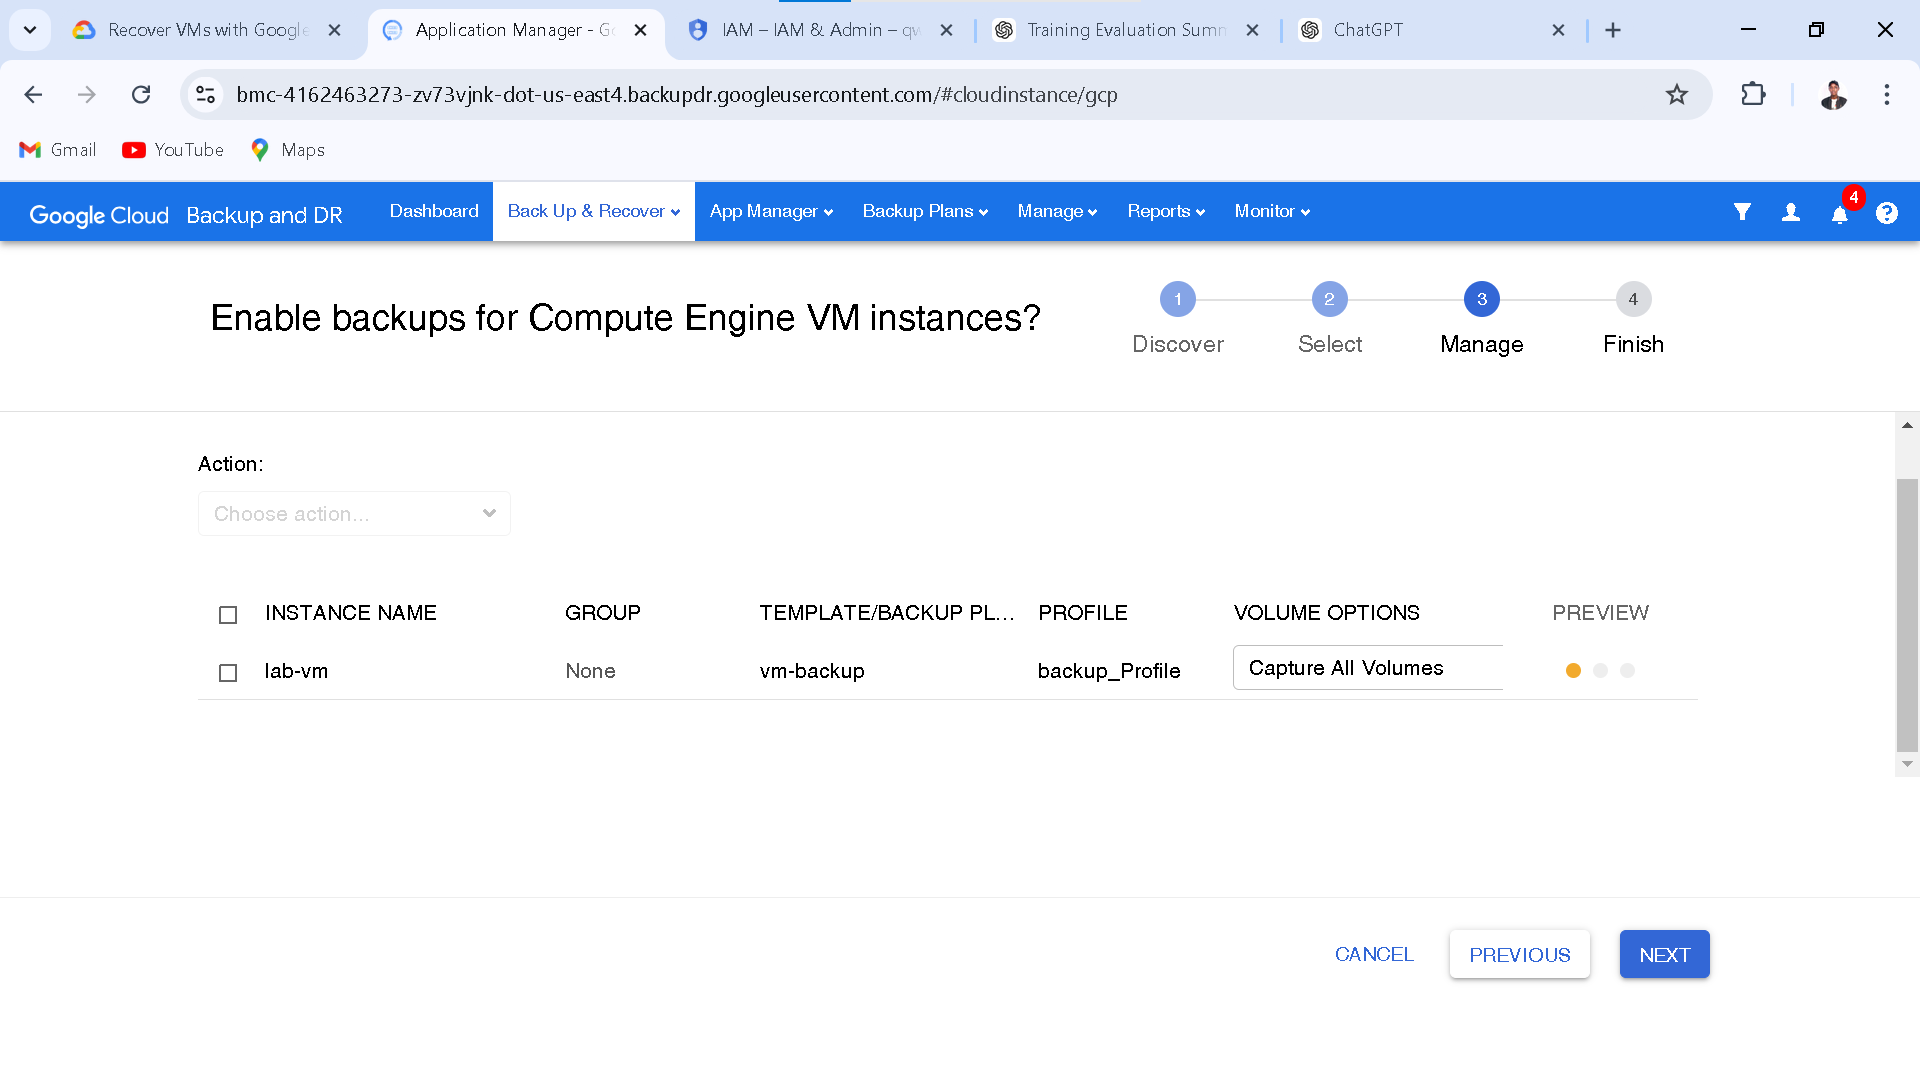 Recover VMs with Google
Application Manager - Go
IAM – IAM & Admin – qw
Training Evaluation Summ
ChatGPT
bmc-4162463273-zv73vjnk-dot-us-east4.backupdr.googleusercontent.com/#cloudinstance/gcp
Gmail
YouTube
Maps
Google Cloud Backup and DR
Dashboard
Back Up & Recover
App Manager
Backup Plans
Manage
Reports
Monitor
4
Enable backups for Compute Engine VM instances?
1 2 3 4
Discover Select Manage Finish
Action:
Choose action...
INSTANCE NAME GROUP TEMPLATE/BACKUP PL... PROFILE VOLUME OPTIONS PREVIEW
lab-vm None vm-backup backup_Profile Capture All Volumes
CANCEL PREVIOUS NEXT